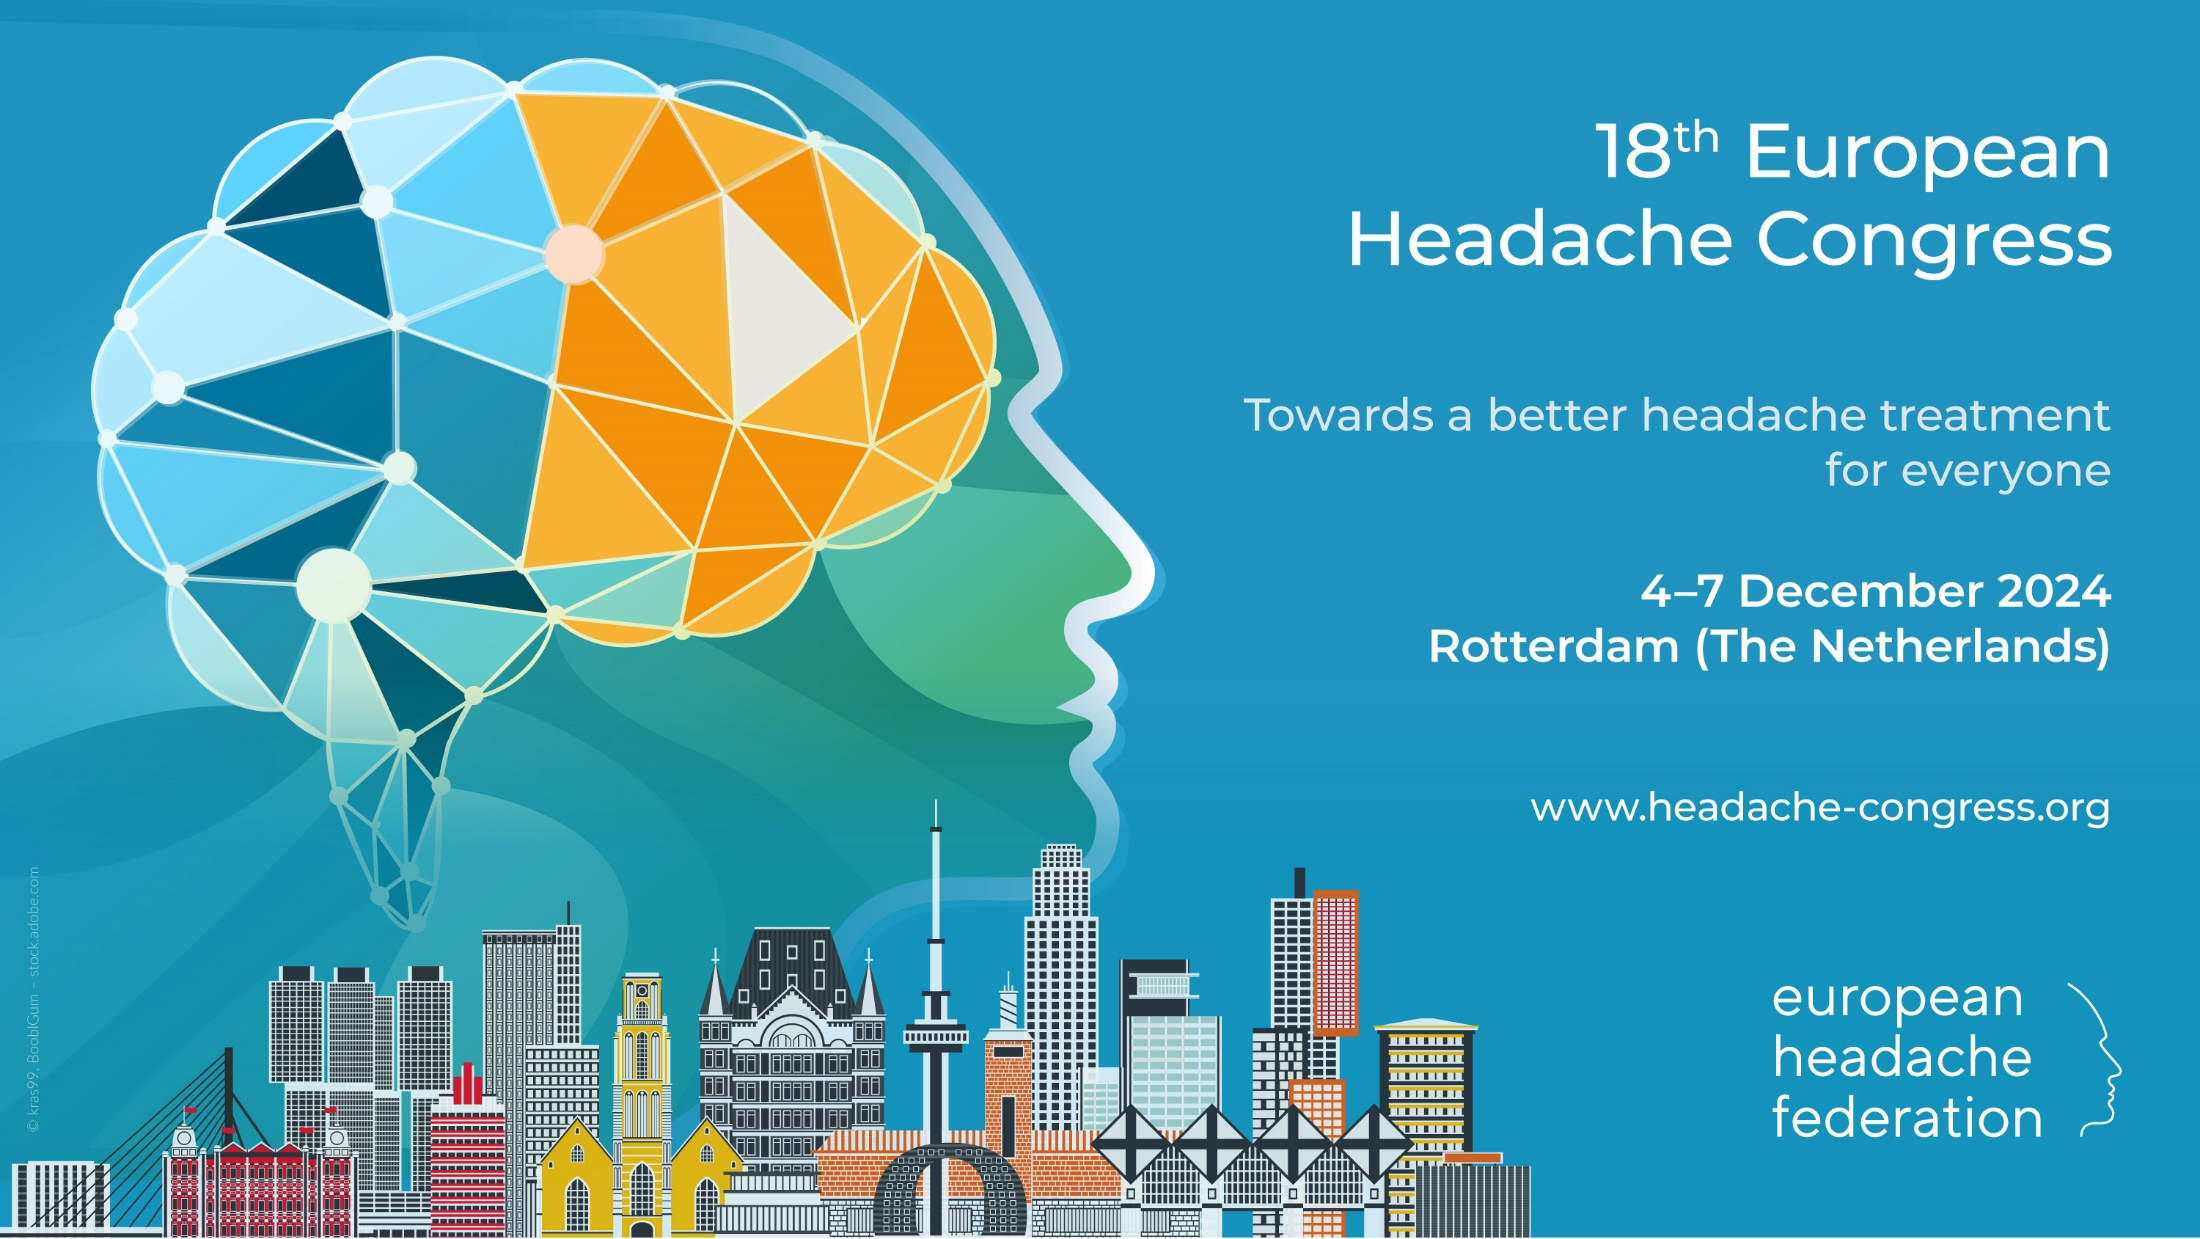 18th European
Headache Congress
Towards a better headache treatment
for everyone
4–7 December 2024
Rotterdam (The Netherlands)
www.headache-congress.org
european
headache
federation
© kras99, BooblGum – stock.adobe.com